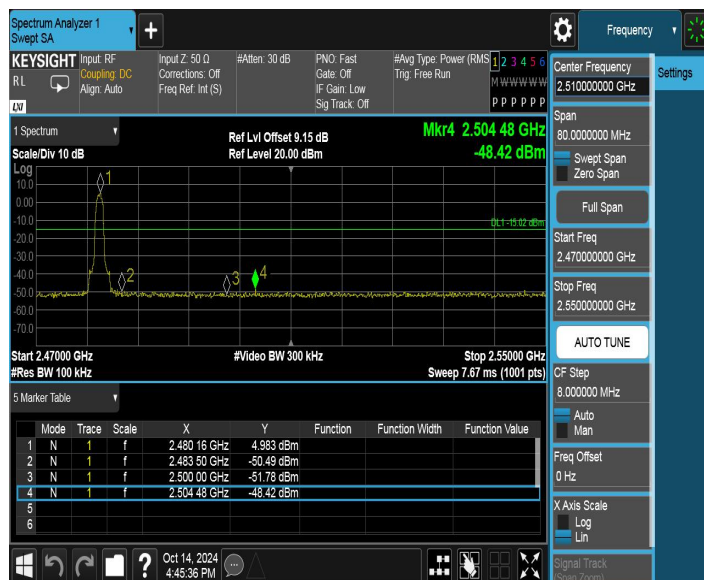 Spectrum Analyzer 1
Swept SA
+
Frequency
KEYSIGHT
RL
LXI
Input: RF
Coupling: DC
Align: Auto
Input Z: 50 Ω
Corrections: Off
Freq Ref: Int (S)
#Atten: 30 dB
PNO: Fast
Gate: Off
IF Gain: Low
Sig Track: Off
#Avg Type: Power (RMS
Trig: Free Run
1 2 3 4 5 6
M W W W W W
P P P P P P
1 Spectrum
Scale/Div 10 dB
Ref Lvl Offset 9.15 dB
Ref Level 20.00 dBm
Mkr4 2.504 48 GHz
-48.42 dBm
Log
10.0
0.00
-10.0
-20.0
-30.0
-40.0
-50.0
-60.0
-70.0
1
2
3
4
DL1 -15.02 dBm
Start 2.47000 GHz
#Res BW 100 kHz
#Video BW 300 kHz
Stop 2.55000 GHz
Sweep 7.67 ms (1001 pts)
5 Marker Table
Mode Trace Scale X Y Function Function Width Function Value
1 N 1 f 2.480 16 GHz 4.983 dBm
2 N 1 f 2.483 50 GHz -50.49 dBm
3 N 1 f 2.500 00 GHz -51.78 dBm
4 N 1 f 2.504 48 GHz -48.42 dBm
5
6
?
Oct 14, 2024
4:45:36 PM
Center Frequency
2.510000000 GHz
Span
80.0000000 MHz
Swept Span
Zero Span
Full Span
Start Freq
2.470000000 GHz
Stop Freq
2.550000000 GHz
AUTO TUNE
CF Step
8.000000 MHz
Auto
Man
Freq Offset
0 Hz
X Axis Scale
Log
Lin
Signal Track
(Span Zoom)
Settings